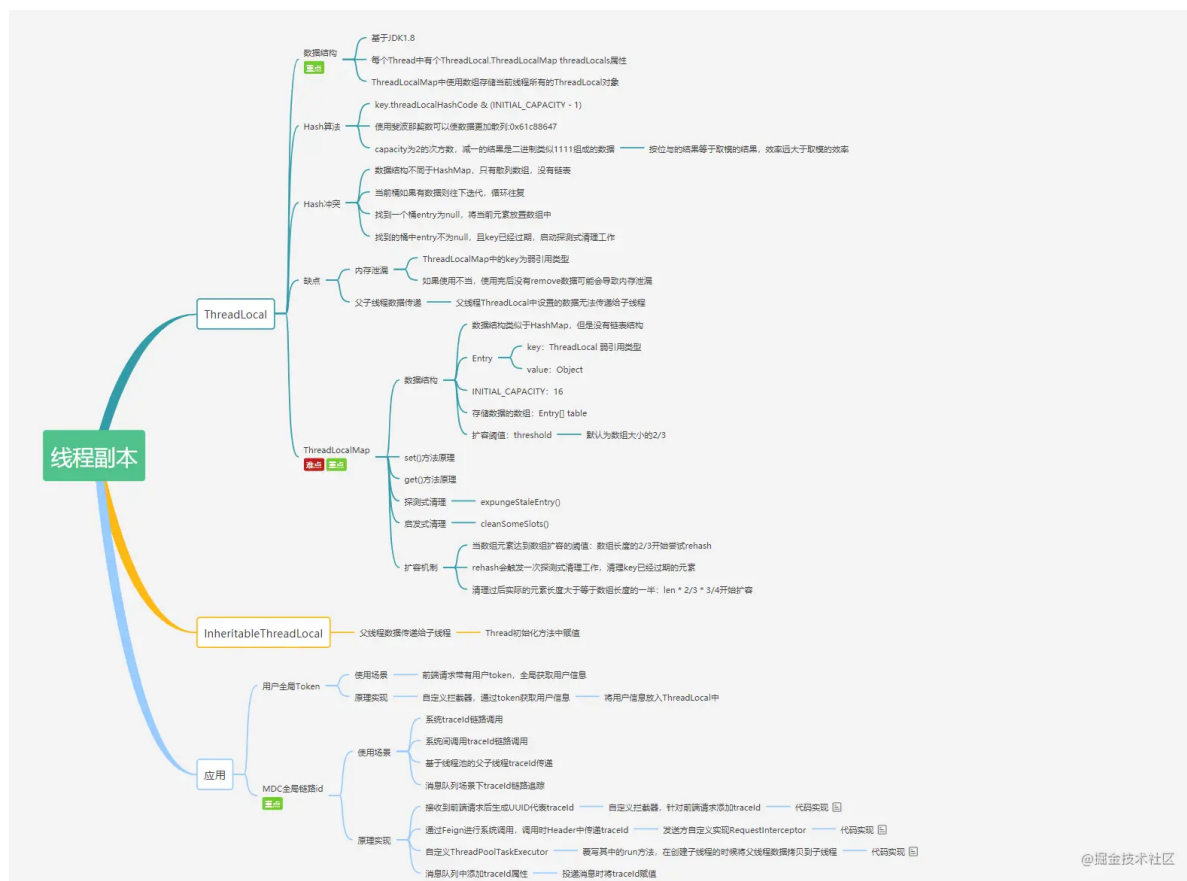 线程副本
ThreadLocal
数据结构
重点
基于JDK1.8
每个Thread中有个ThreadLocal.ThreadLocalMap threadLocals属性
ThreadLocalMap中使用数组存储当前线程所有的ThreadLocal对象
Hash算法
key.threadLocalHashCode & (INITIAL_CAPACITY - 1)
使用斐波那契数可以使数据更加散列:0x61c88647
capacity为2的次方数，减一的结果是二进制类似1111组成的数据
按位与的结果等于取模的结果，效率远大于取模的效率
Hash冲突
数据结构不同于HashMap，只有散列数组，没有链表
当前桶如果有数据则往下迭代，循环往复
找到一个桶entry为null，将当前元素放置数组中
找到的桶中entry不为null，且key已经过期，启动探测式清理工作
缺点
内存泄漏
ThreadLocalMap中的key为弱引用类型
如果使用不当，使用完后没有remove数据可能会导致内存泄漏
父子线程数据传递
父线程ThreadLocal中设置的数据无法传递给子线程
ThreadLocalMap
难点
重点
数据结构
数据结构类似于HashMap，但是没有链表结构
Entry
key：ThreadLocal 弱引用类型
value：Object
INITIAL_CAPACITY：16
存储数据的数组：Entry[] table
扩容阈值：threshold
默认为数组大小的2/3
set()方法原理
get()方法原理
探测式清理
expungeStaleEntry()
启发式清理
cleanSomeSlots()
扩容机制
当数组元素达到数组扩容的阈值：数组长度的2/3开始尝试rehash
rehash会触发一次探测式清理工作，清理key已经过期的元素
清理过后实际的元素长度大于等于数组长度的一半：len * 2/3 * 3/4开始扩容
InheritableThreadLocal
父线程数据传递给子线程
Thread初始化方法中赋值
应用
用户全局Token
使用场景
前端请求带有用户token，全局获取用户信息
原理实现
自定义拦截器，通过token获取用户信息
将用户信息放入ThreadLocal中
MDC全局链路id
重点
使用场景
系统traceId链路调用
系统间调用traceId链路调用
基于线程池的父子线程traceId传递
消息队列场景下traceId链路追踪
原理实现
接收到前端请求后生成UUID代表traceId
自定义拦截器，针对前端请求添加traceId
代码实现
通过Feign进行系统调用，调用时Header中传递traceId
发送方自定义实现RequestInterceptor
代码实现
自定义ThreadPoolTaskExecutor
覆写其中的run方法，在创建子线程的时候将父线程数据拷贝到子线程
代码实现
消息队列中添加traceId属性
投递消息时将traceId赋值
@掘金技术社区